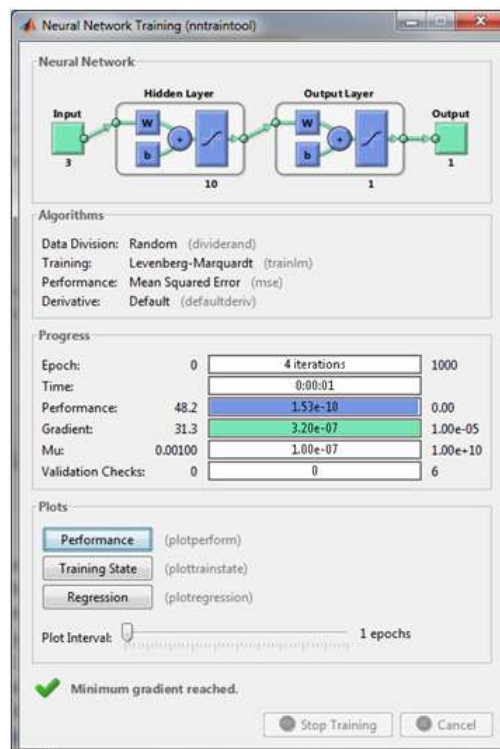 Neural Network Training (nntraintool)
Neural Network
Hidden Layer
Output Layer
Input
Output
W
b
W
b
3
10
1
1
Algorithms
Data Division: Random (dividerand)
Training: Levenberg-Marquardt (trainlm)
Performance: Mean Squared Error (mse)
Derivative: Default (defaultderiv)
Progress
Epoch: 0 4 iterations 1000
Time: 0:00:01
Performance: 48.2 1.53e-10 0.00
Gradient: 31.3 3.20e-07 1.00e-05
Mu: 0.00100 1.00e-07 1.00e+10
Validation Checks: 0 0 6
Plots
Performance (plotperform)
Training State (plottrainstate)
Regression (plotregression)
Plot Interval: 1 epochs
Minimum gradient reached.
Stop Training Cancel